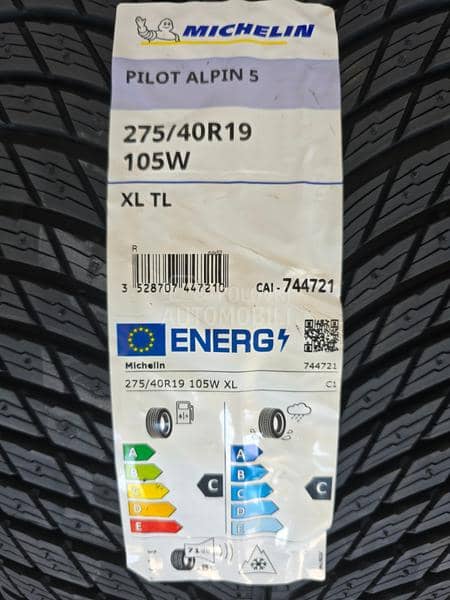 MICHELIN
PILOT ALPIN 5
275/40R19
105W
XL TL
R
3 528707 447210
CAI - 744721
ENERG
Michelin 744721
275/40R19 105W XL C1
A
B
C
D
E
C
A
B
C
D
E
C
71